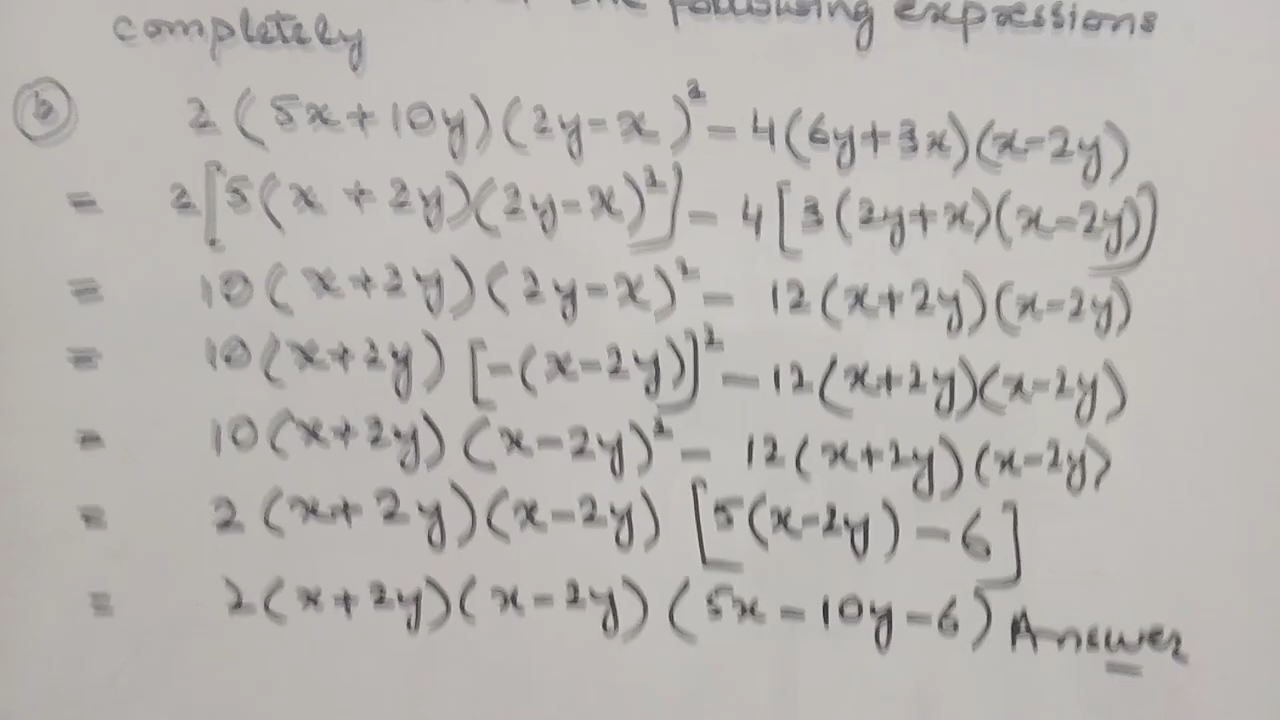 the following expressions
completely
(b) 2(5x+10y)(2y-x)² - 4(6y+3x)(x-2y)
= 2[5(x+2y)(2y-x)²] - 4[3(2y+x)(x-2y)]
= 10(x+2y)(2y-x)² - 12(x+2y)(x-2y)
= 10(x+2y)[-(x-2y)]² - 12(x+2y)(x-2y)
= 10(x+2y)(x-2y)² - 12(x+2y)(x-2y)
= 2(x+2y)(x-2y)[5(x-2y)-6]
= 2(x+2y)(x-2y)(5x-10y-6) Answer